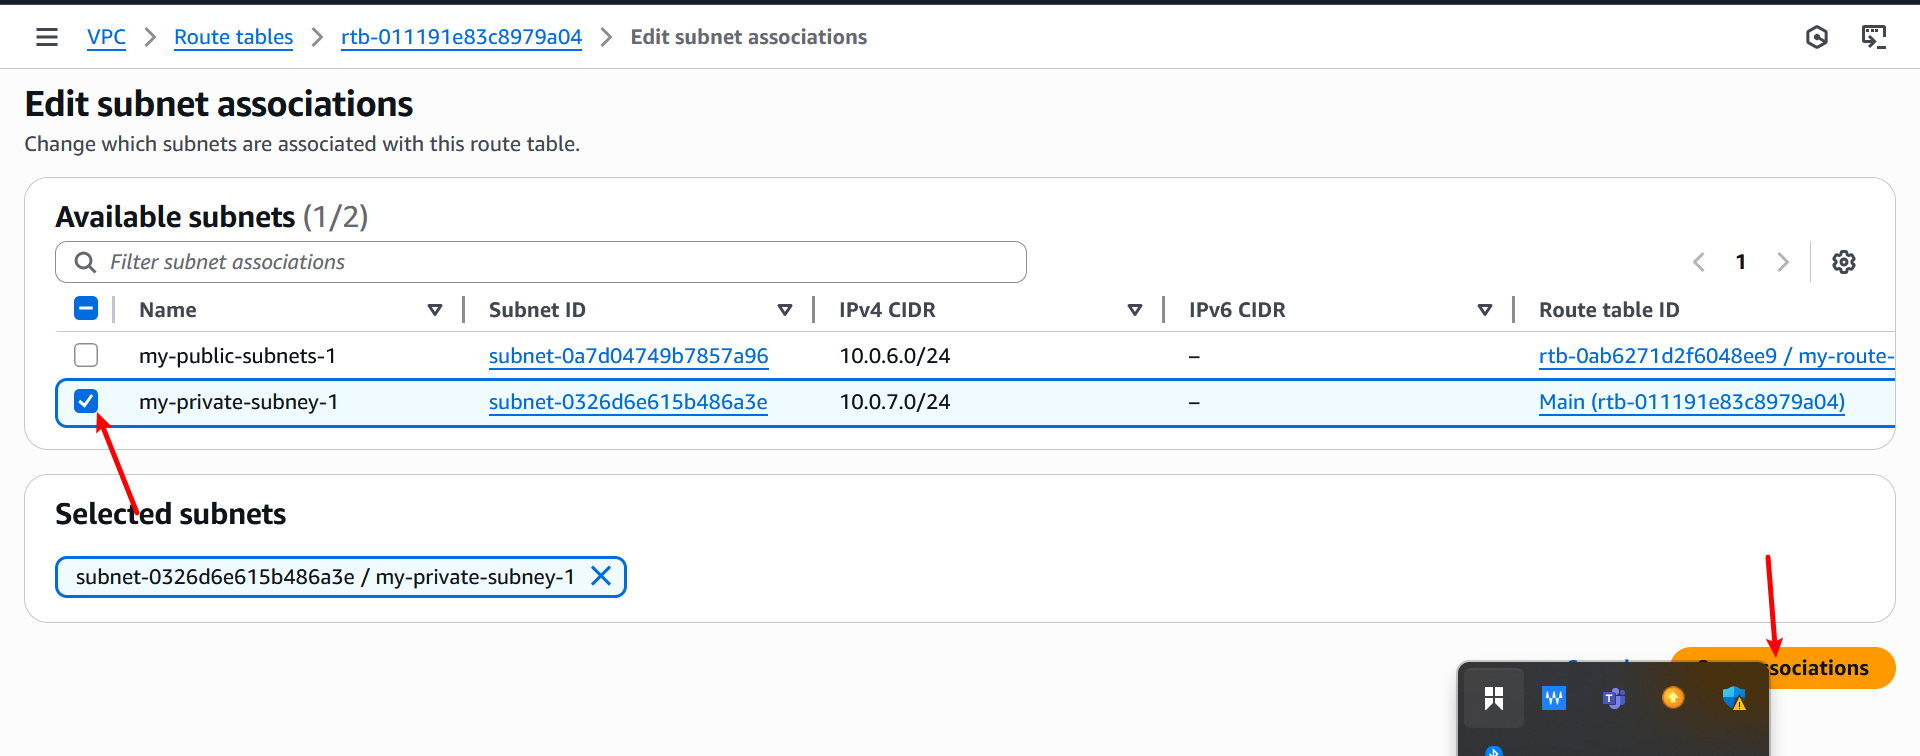 VPC > Route tables > rtb-011191e83c8979a04 > Edit subnet associations
Edit subnet associations
Change which subnets are associated with this route table.
Available subnets (1/2)
Filter subnet associations
1
Name Subnet ID IPv4 CIDR IPv6 CIDR Route table ID
my-public-subnets-1 subnet-0a7d04749b7857a96 10.0.6.0/24 – rtb-0ab6271d2f6048ee9 / my-route-
my-private-subney-1 subnet-0326d6e615b486a3e 10.0.7.0/24 – Main (rtb-011191e83c8979a04)
Selected subnets
subnet-0326d6e615b486a3e / my-private-subney-1